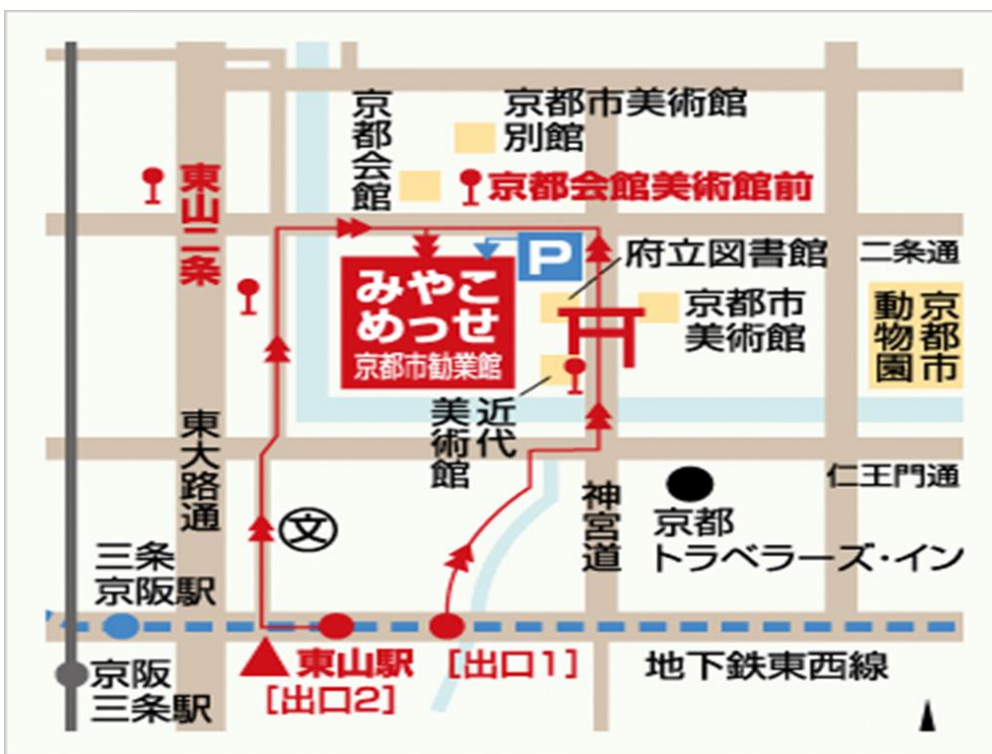 京都市美術館
別館
京都会館
京都会館美術館前
東山二条
二条通
P
府立図書館
みやこ
めっせ
京都市勧業館
京都市
美術館
京都市
動物園
近代
美術館
東大路通
仁王門通
神宮道
文
京都
トラベラーズ・イン
三条
京阪駅
東山駅
[出口2]
[出口1]
地下鉄東西線
京阪
三条駅